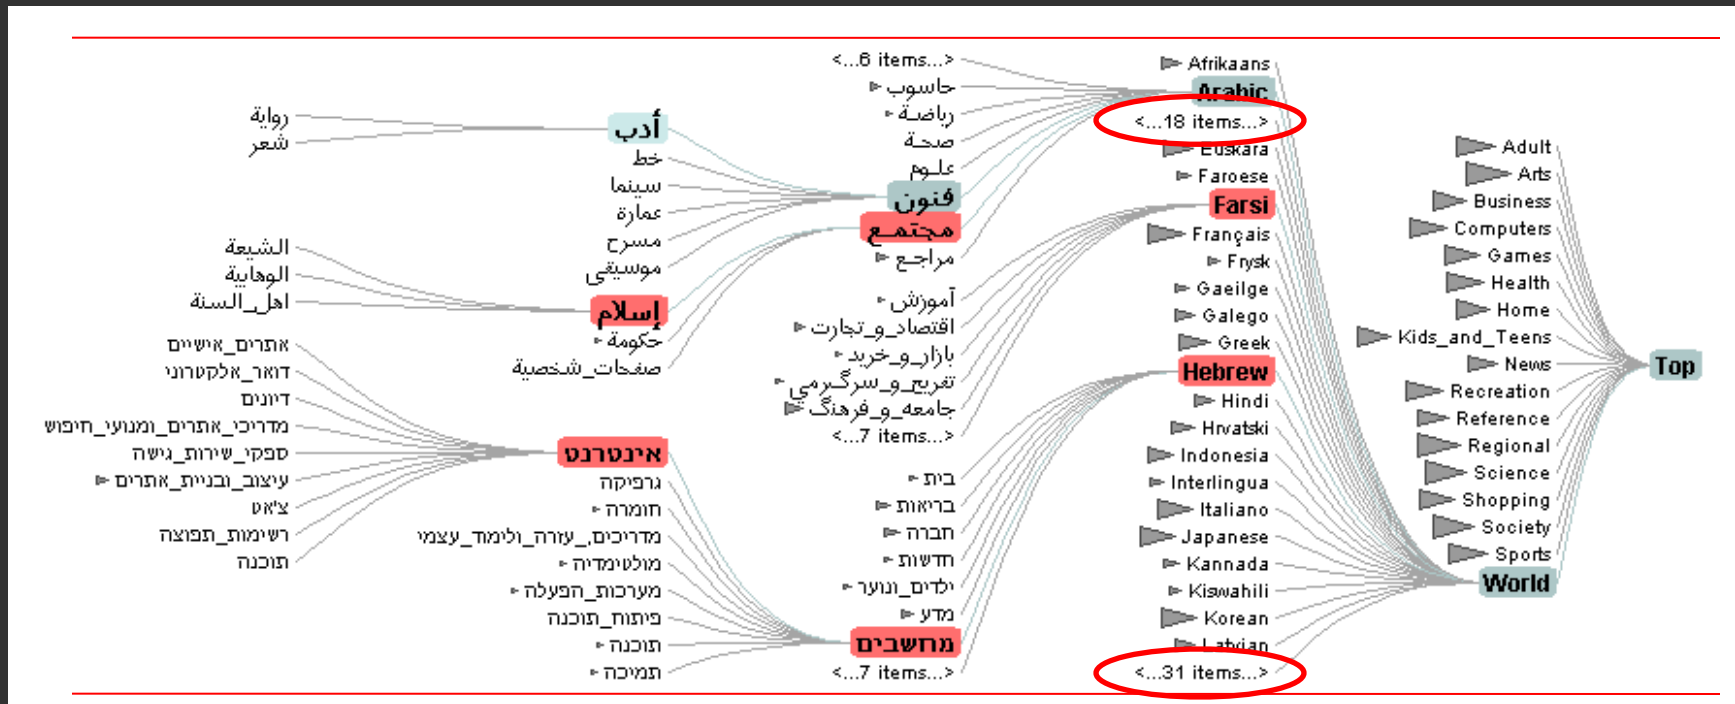 Top
Adult
Arts
Business
Computers
Games
Health
Home
Kids_and_Teens
News
Recreation
Reference
Regional
Science
Shopping
Society
Sports
World
Afrikaans
Arabic
<...18 items...>
Euskara
Faroese
Farsi
Français
Frysk
Gaeilge
Galego
Greek
Hebrew
Hindi
Hrvatski
Indonesia
Interlingua
Italiano
Japanese
Kannada
Kiswahili
Korean
Latvian
<...31 items...>
<...6 items...>
حاسوب
رياضة
صحة
علوم
فنون
مجتمع
مراجع
آموزش
اقتصاد_و_تجارت
بازار_و_خريد
تفريح_و_سرگرمي
جامعه_و_فرهنگ
<...7 items...>
בית
בריאות
חברה
חדשות
ילדים_ונוער
מדע
מחשבים
<...7 items...>
أدب
خط
سينما
عمارة
مسرح
موسيقى
إسلام
حكومة
صفحات_شخصية
אינטרנט
גרפיקה
חומרה
מדריכים,_עזרה_ולימוד_עצמי
מולטימדיה
מערכות_הפעלה
פיתוח_תוכנה
תוכנה
תמיכה
رواية
شعر
الشيعة
الوهابية
اهل_السنة
אתרים_אישיים
דואר_אלקטרוני
דיונים
מדריכי_אתרים_ומנועי_חיפוש
ספקי_שירות_גישה
עיצוב_ובניית_אתרים
צ'אט
רשימות_תפוצה
תוכנה